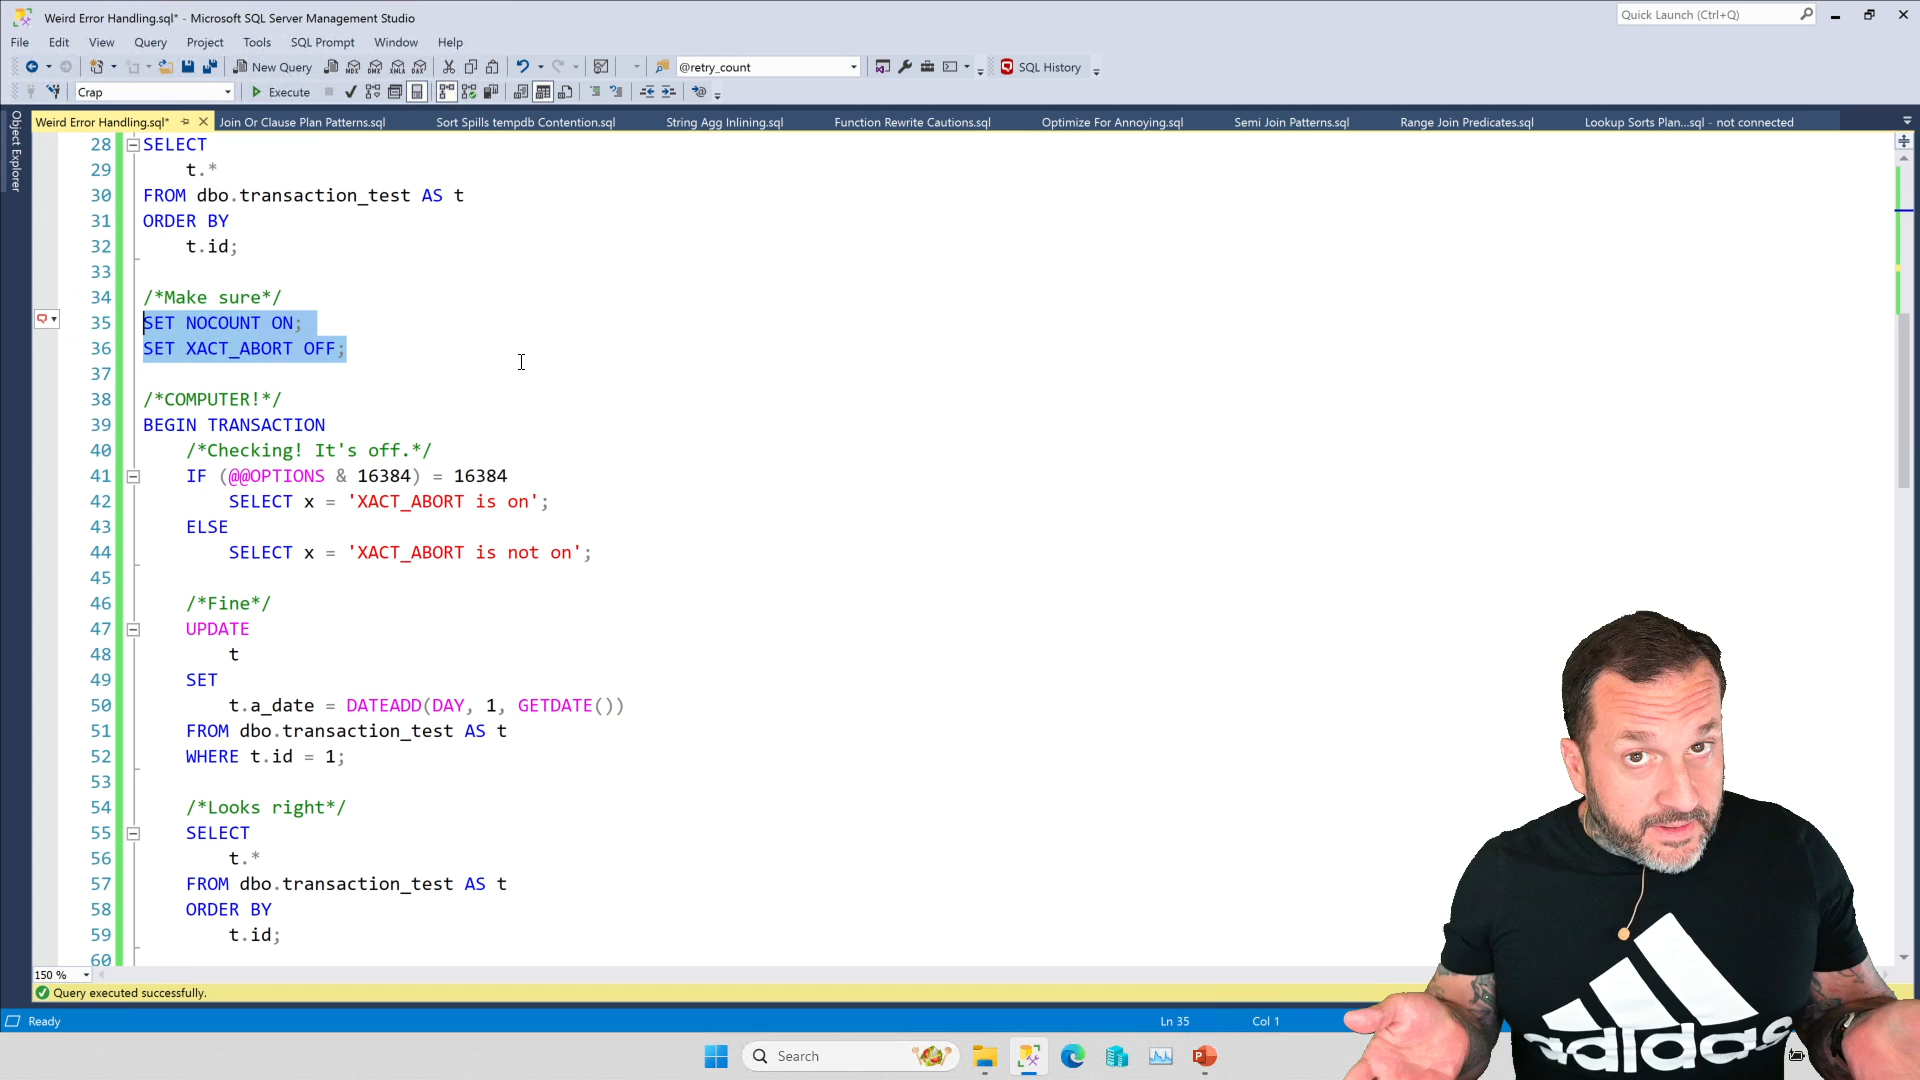 Weird Error Handling.sql* - Microsoft SQL Server Management Studio
Quick Launch (Ctrl+Q)
File Edit View Query Project Tools SQL Prompt Window Help
New Query
MDX DMX XMLA DAX
@retry_count
SQL History
Crap
Execute
Weird Error Handling.sql* Join Or Clause Plan Patterns.sql Sort Spills tempdb Contention.sql String Agg Inlining.sql Function Rewrite Cautions.sql Optimize For Annoying.sql Semi Join Patterns.sql Range Join Predicates.sql Lookup Sorts Plan...sql - not connected
Object Explorer
28 SELECT
29 t.*
30 FROM dbo.transaction_test AS t
31 ORDER BY
32 t.id;
33
34 /*Make sure*/
35 SET NOCOUNT ON;
36 SET XACT_ABORT OFF;
37
38 /*COMPUTER!*/
39 BEGIN TRANSACTION
40 /*Checking! It's off.*/
41 IF (@@OPTIONS & 16384) = 16384
42 SELECT x = 'XACT_ABORT is on';
43 ELSE
44 SELECT x = 'XACT_ABORT is not on';
45
46 /*Fine*/
47 UPDATE
48 t
49 SET
50 t.a_date = DATEADD(DAY, 1, GETDATE())
51 FROM dbo.transaction_test AS t
52 WHERE t.id = 1;
53
54 /*Looks right*/
55 SELECT
56 t.*
57 FROM dbo.transaction_test AS t
58 ORDER BY
59 t.id;
60
150 %
Query executed successfully.
Ready
Ln 35
Col 1
Search
adidas